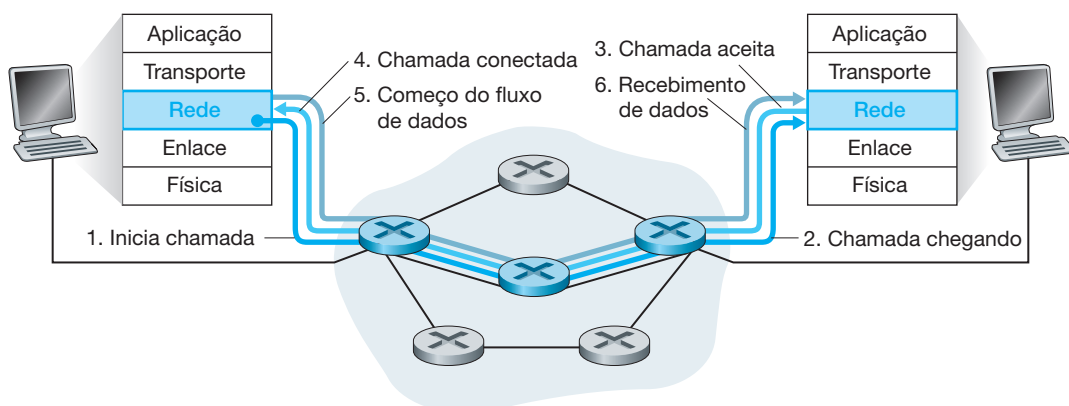 Aplicação
Transporte
Rede
Enlace
Física
4. Chamada conectada
5. Começo do fluxo
de dados
1. Inicia chamada
3. Chamada aceita
6. Recebimento
de dados
2. Chamada chegando
Aplicação
Transporte
Rede
Enlace
Física